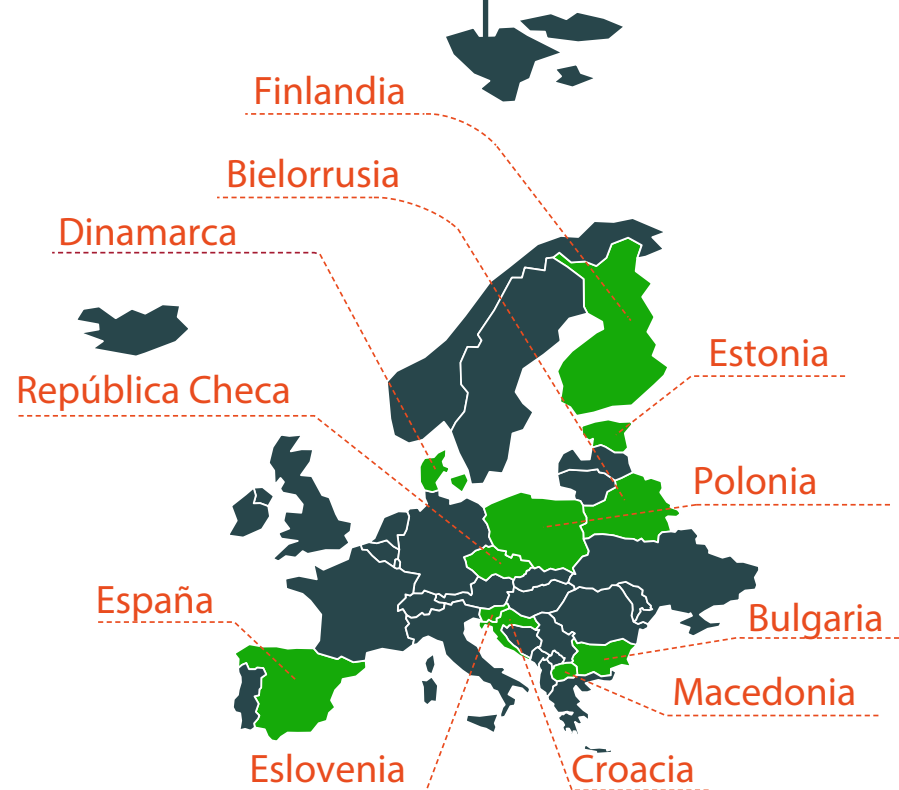 Finlandia
Bielorrusia
Dinamarca
Estonia
República Checa
Polonia
España
Bulgaria
Macedonia
Eslovenia
Croacia